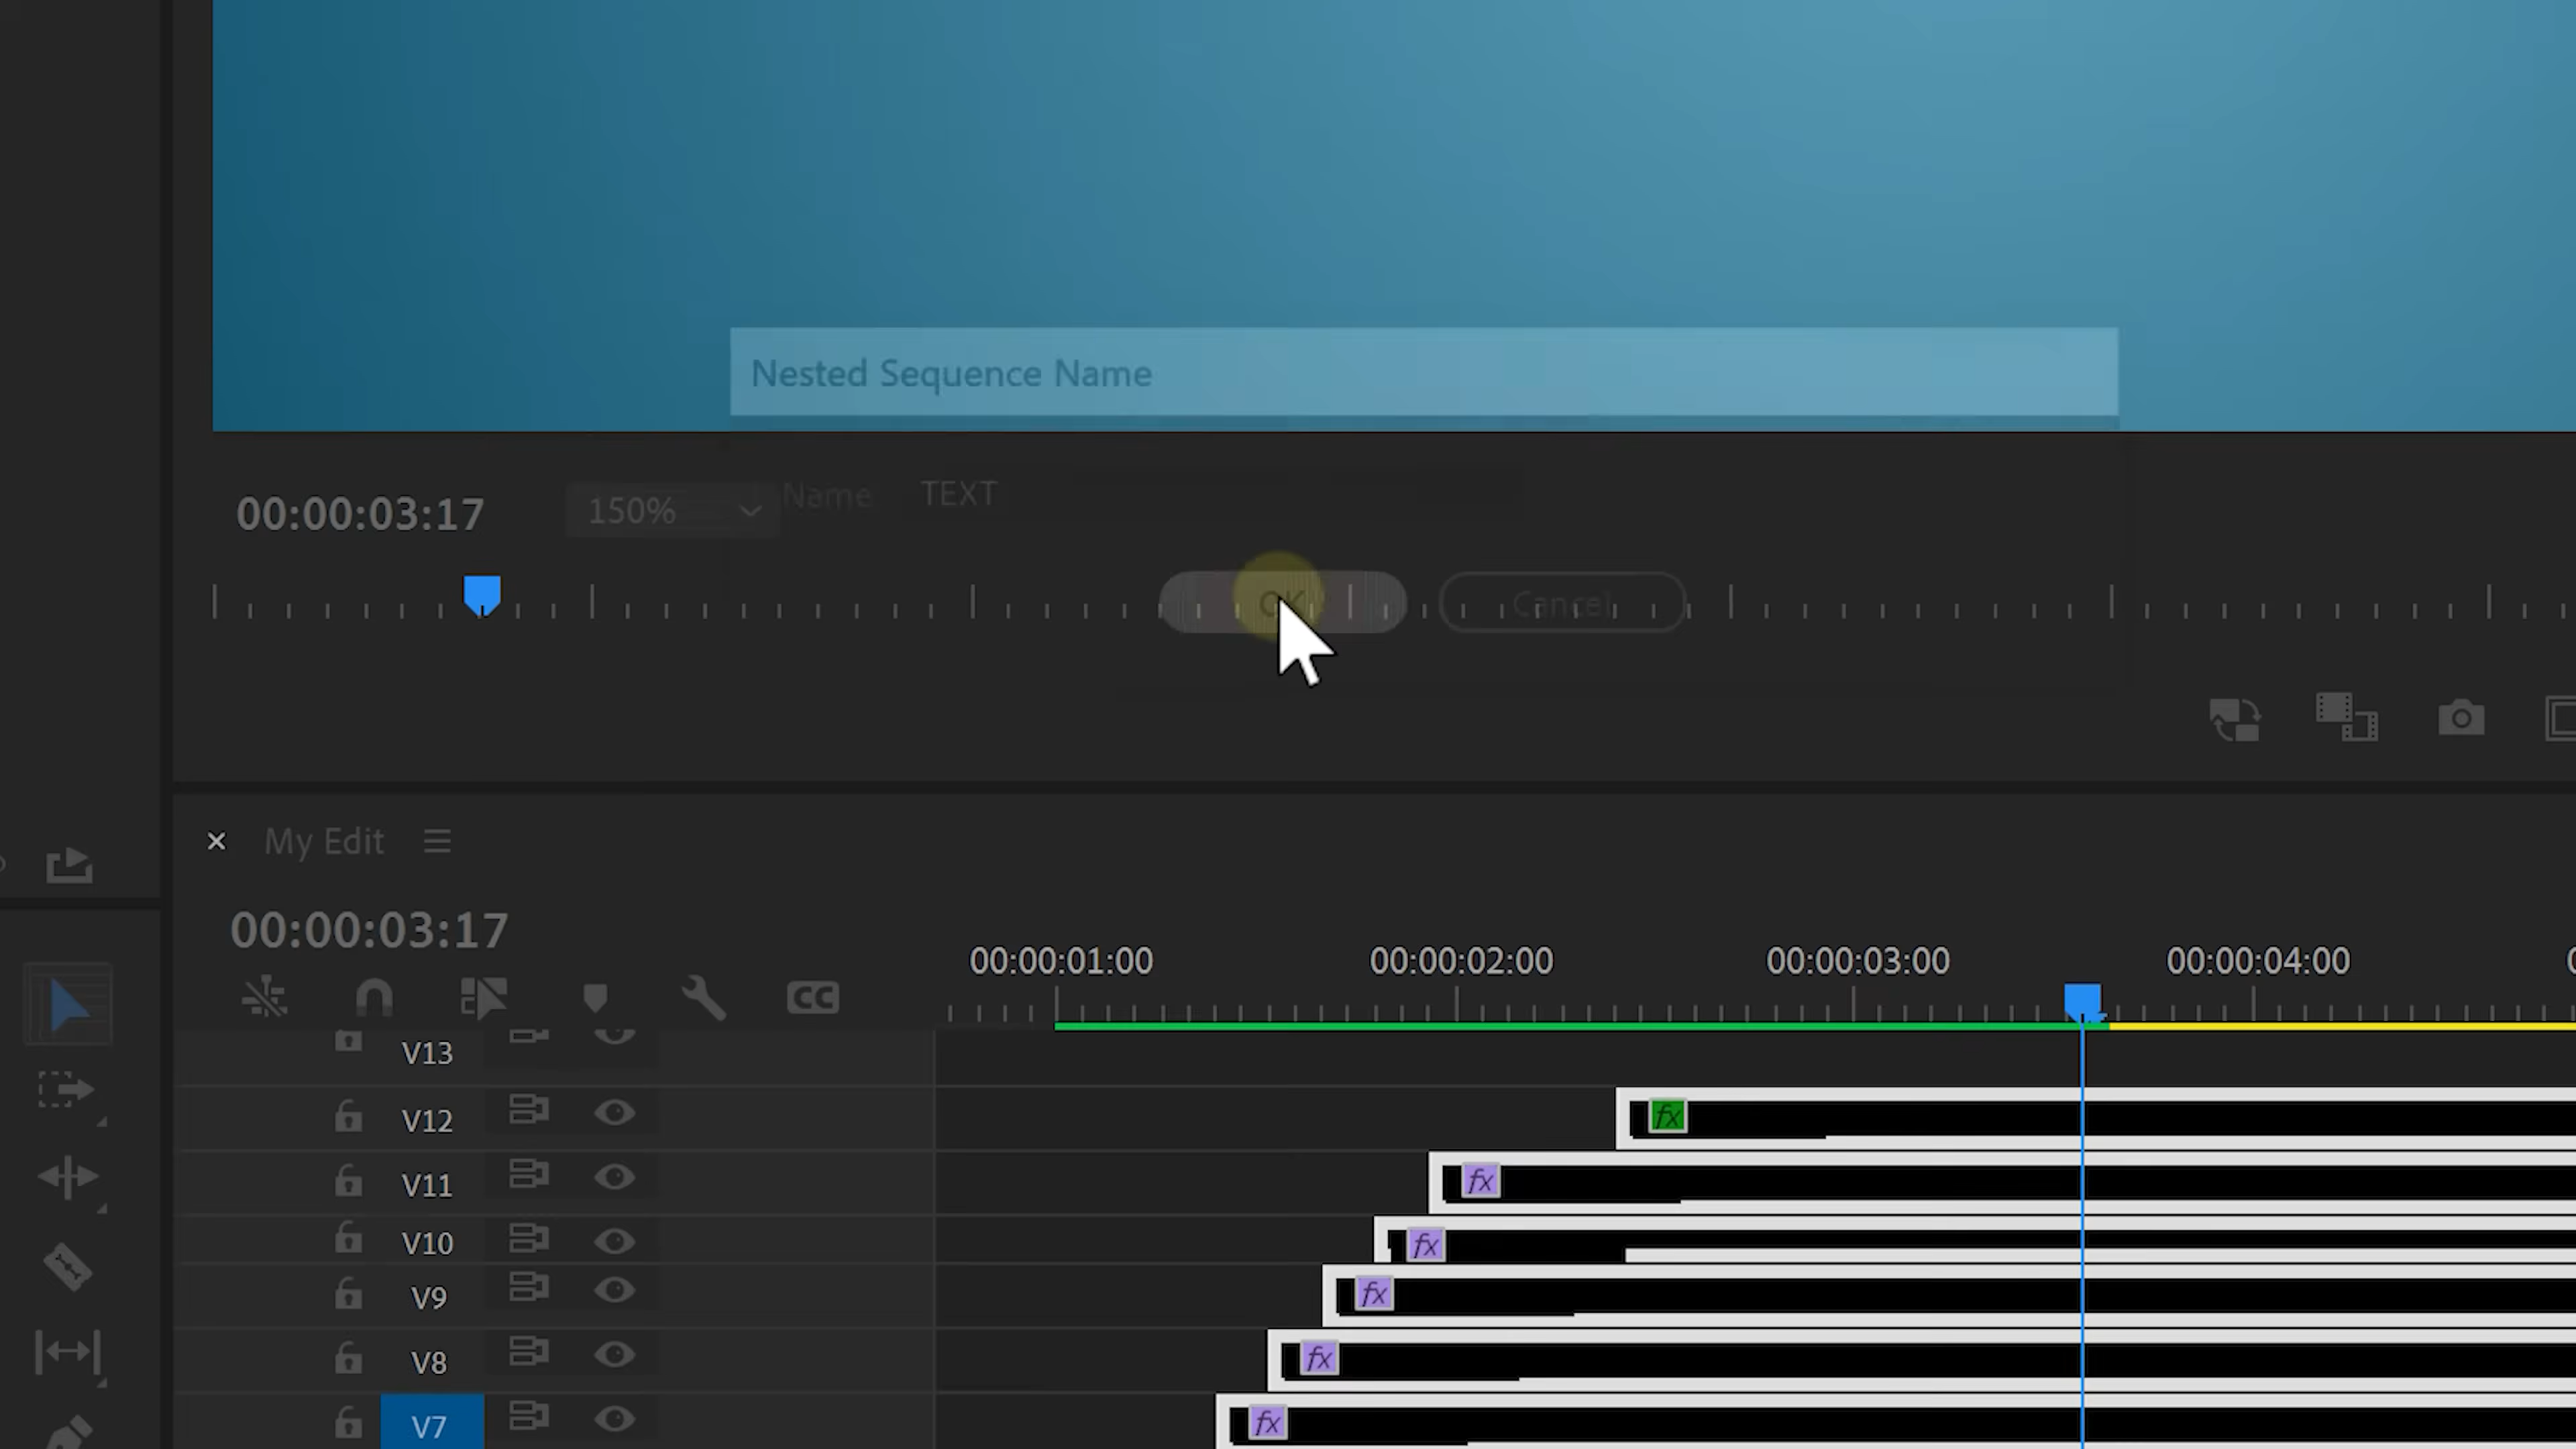 Nested Sequence Name
00:00:03:17
150%
Name
TEXT
OK
Cancel
My Edit
00:00:03:17
00:00:01:00
00:00:02:00
00:00:03:00
00:00:04:00
CC
V13
V12
fx
V11
fx
V10
fx
V9
fx
V8
fx
V7
fx